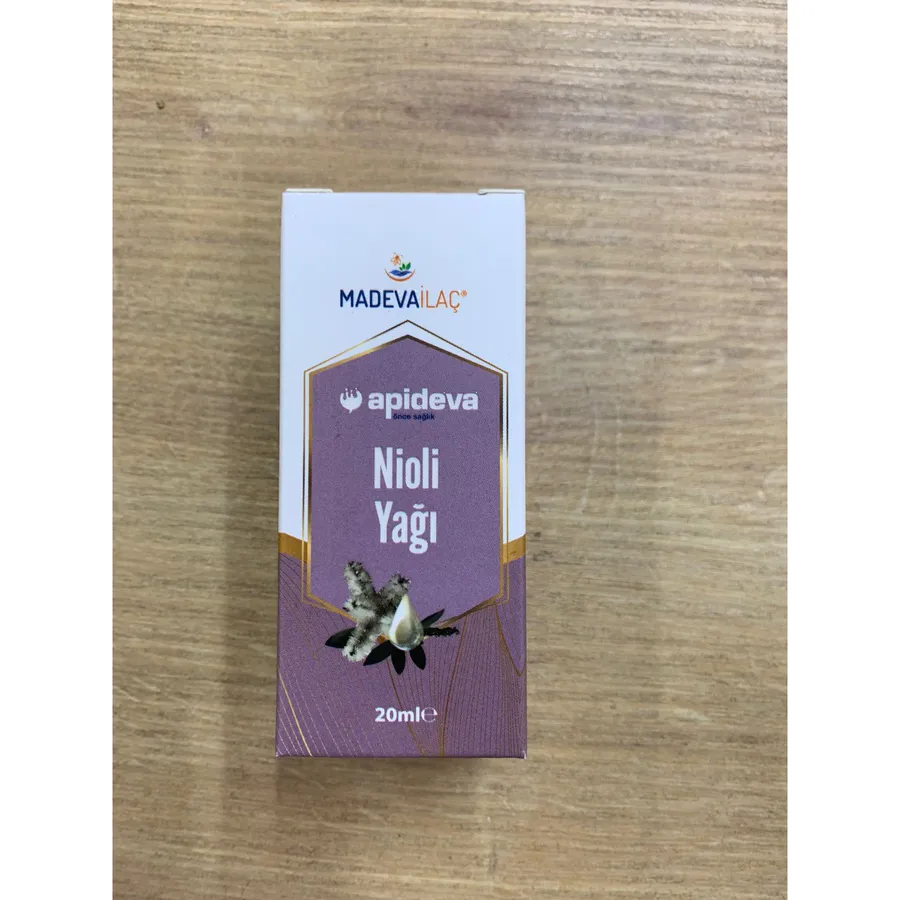 MADEVAİLAÇ®
apideva
önce sağlık
Nioli
Yağı
20ml℮